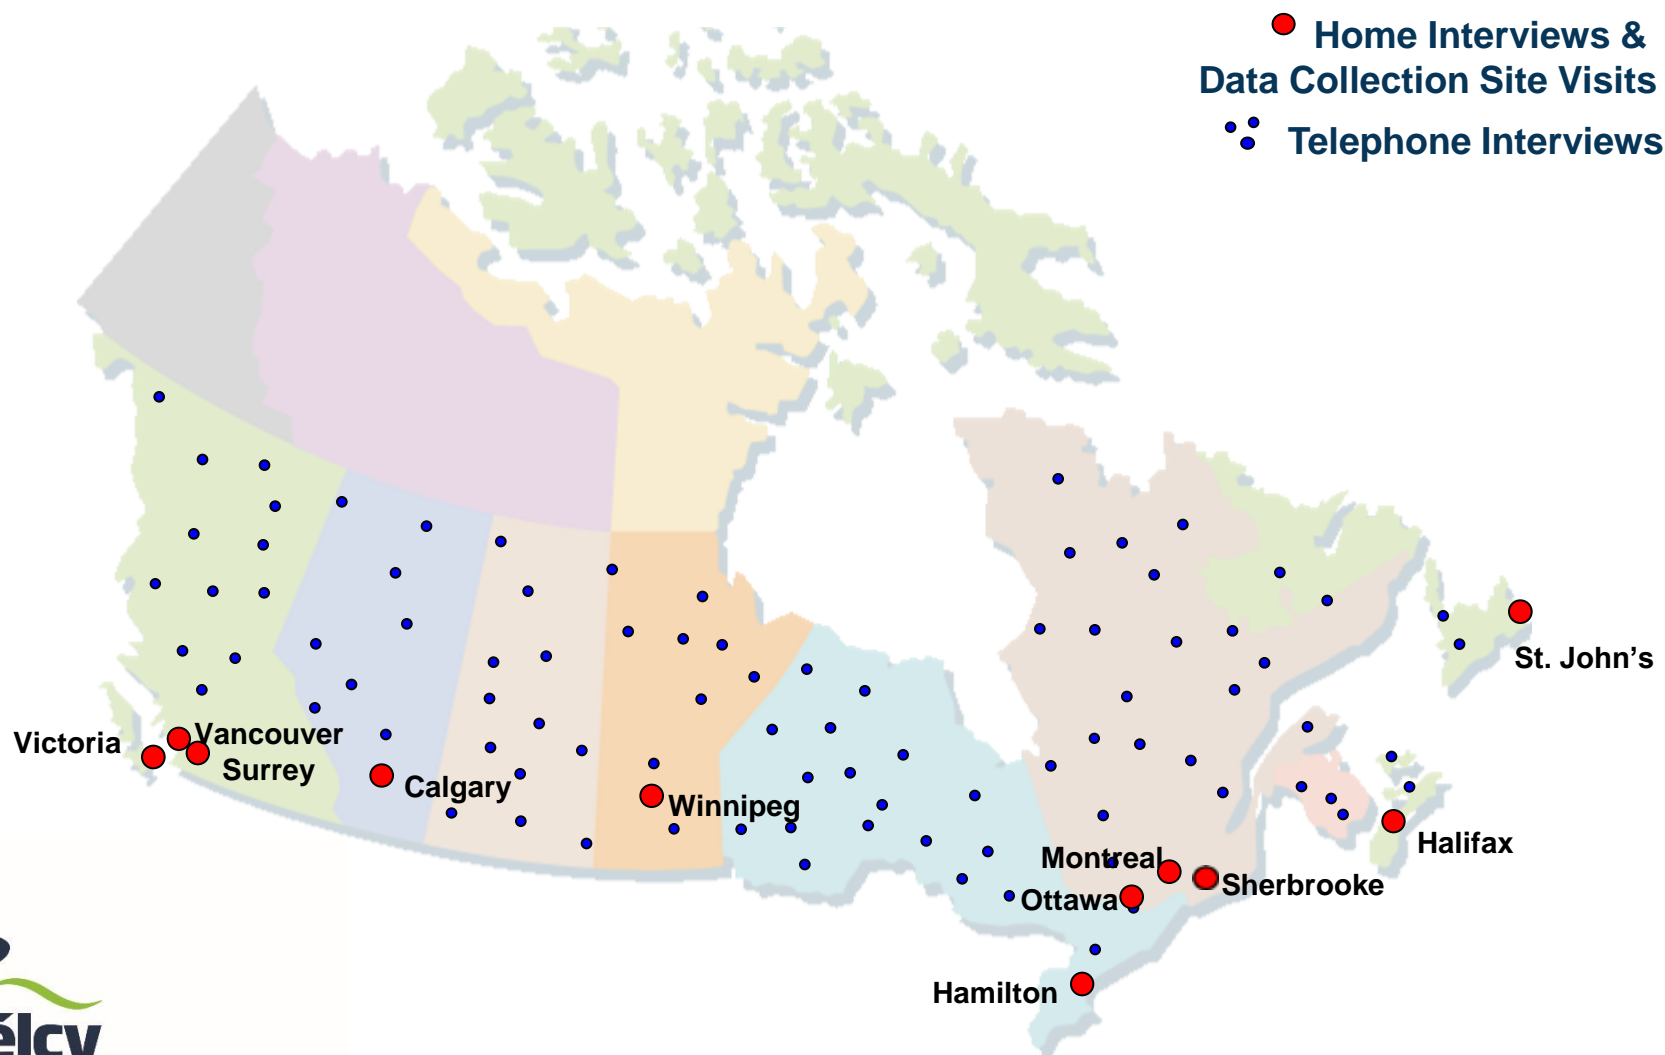 Home Interviews &
Data Collection Site Visits
Telephone Interviews
St. John’s
Victoria
Vancouver
Surrey
Calgary
Winnipeg
Halifax
Montreal
Sherbrooke
Ottawa
Hamilton
élcv